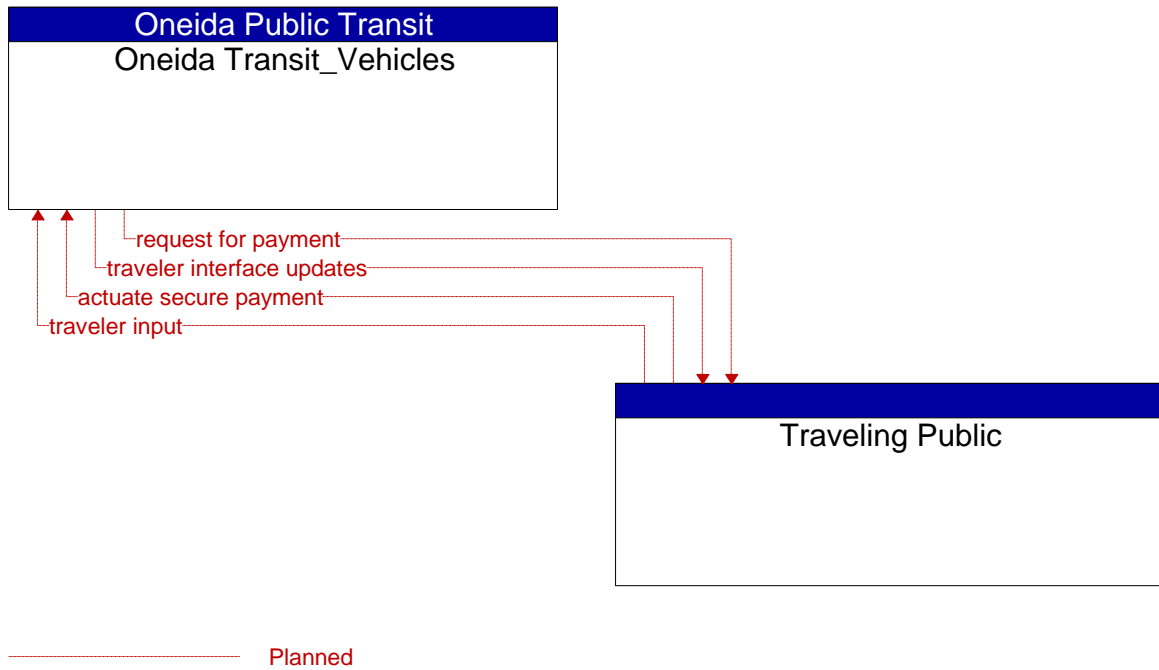 Oneida Public Transit
Oneida Transit_Vehicles
request for payment
traveler interface updates
actuate secure payment
traveler input
Traveling Public
Planned